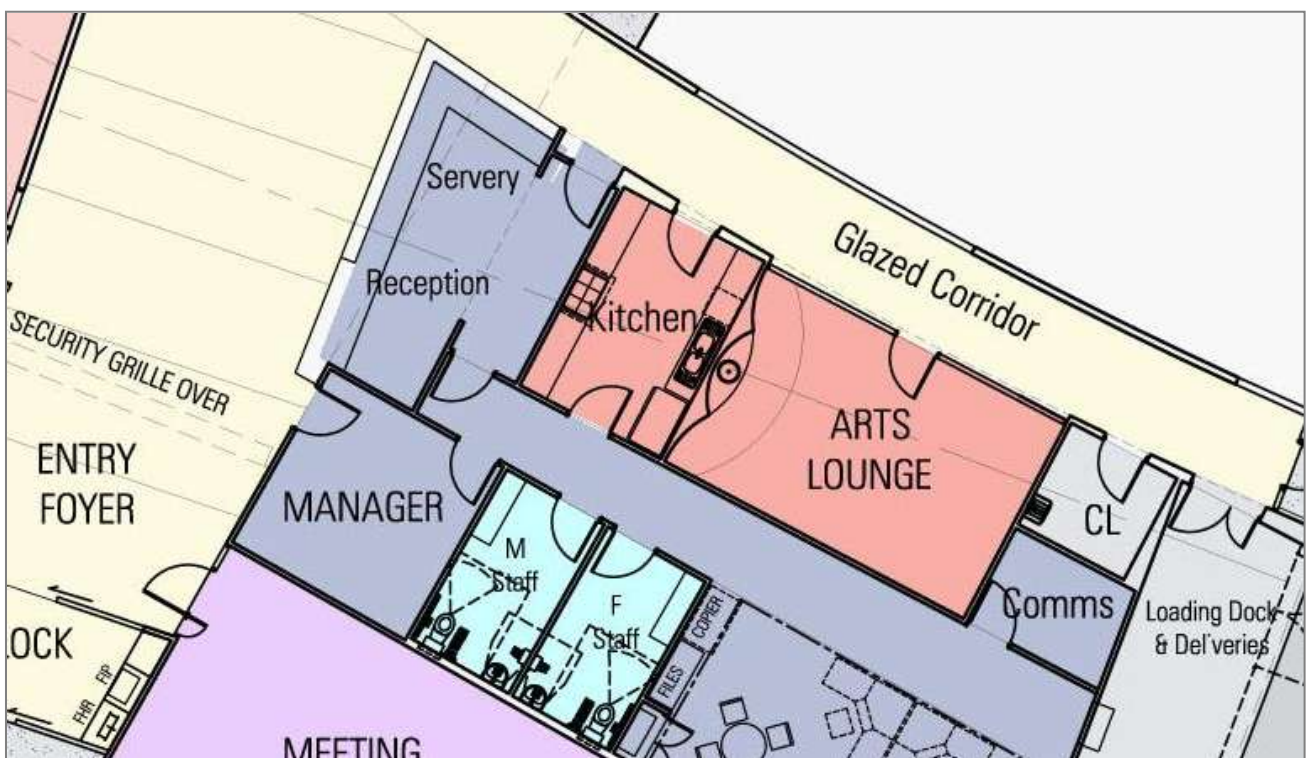 Servery
Reception
Kitchen
Glazed Corridor
SECURITY GRILLE OVER
ENTRY
FOYER
MANAGER
ARTS
LOUNGE
CL
M
Staff
F
Staff
COPIER
FILES
Comms
Loading Dock
& Del'veries
OCK
FIP
FHR
MEETING